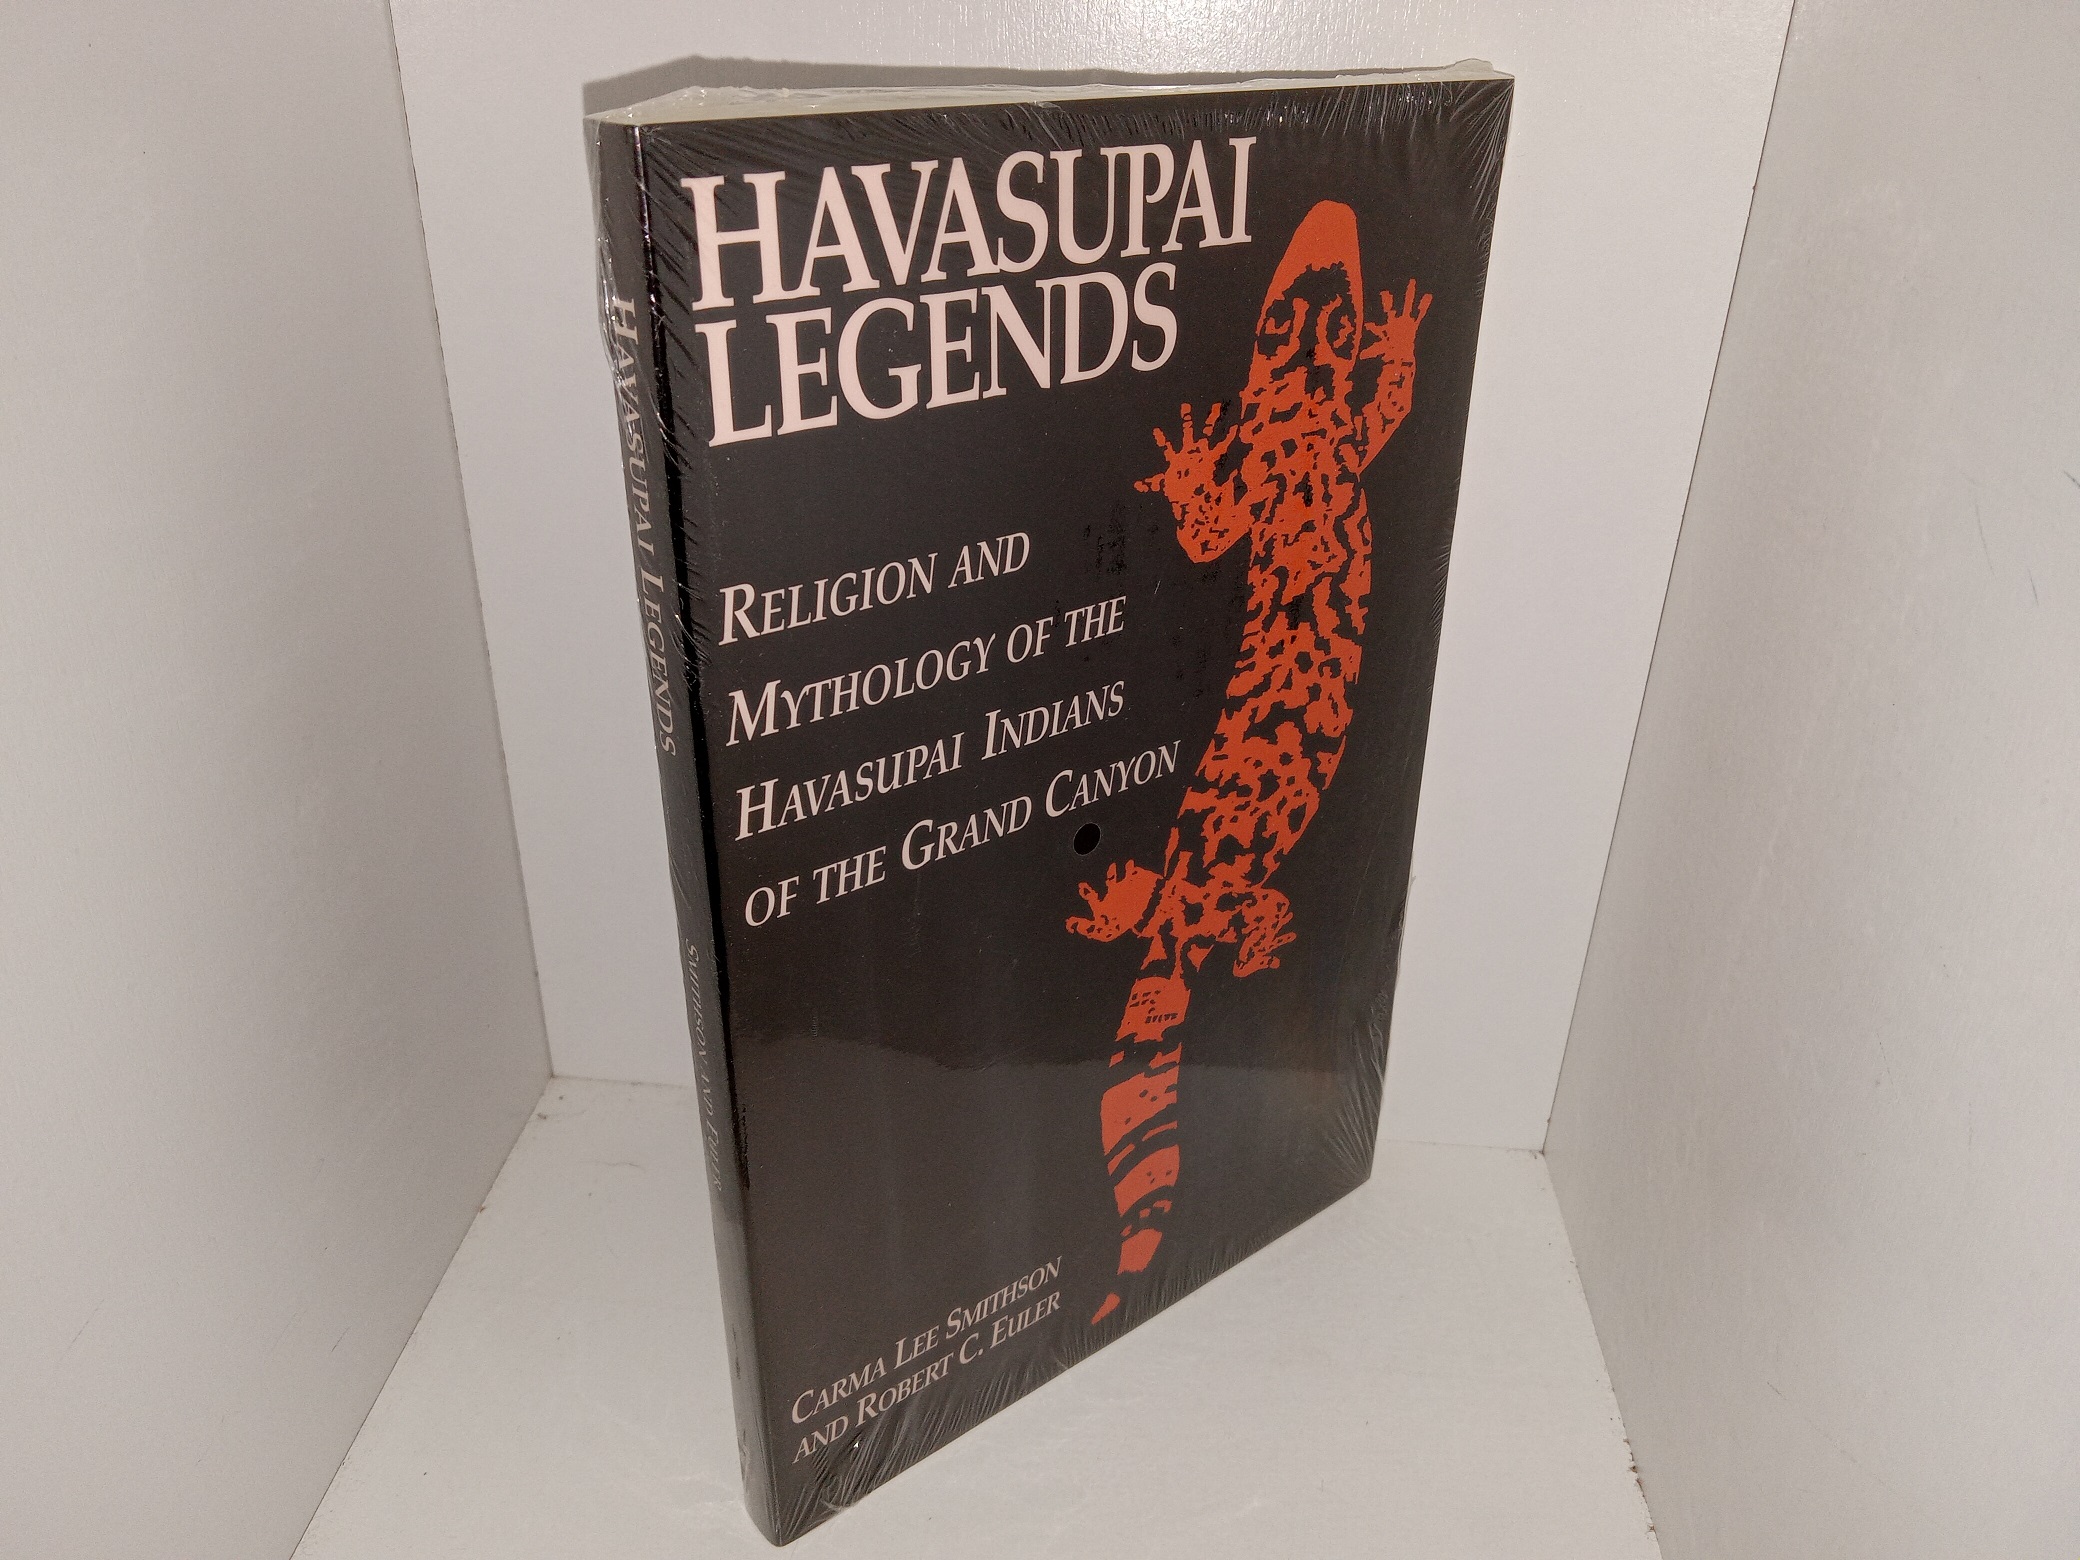 HAVASUPAI
LEGENDS
RELIGION AND
MYTHOLOGY OF THE
HAVASUPAI INDIANS
OF THE GRAND CANYON
CARMA LEE SMITHSON
AND ROBERT C. EULER
HAVASUPAI LEGENDS
SMITHSON AND EULER